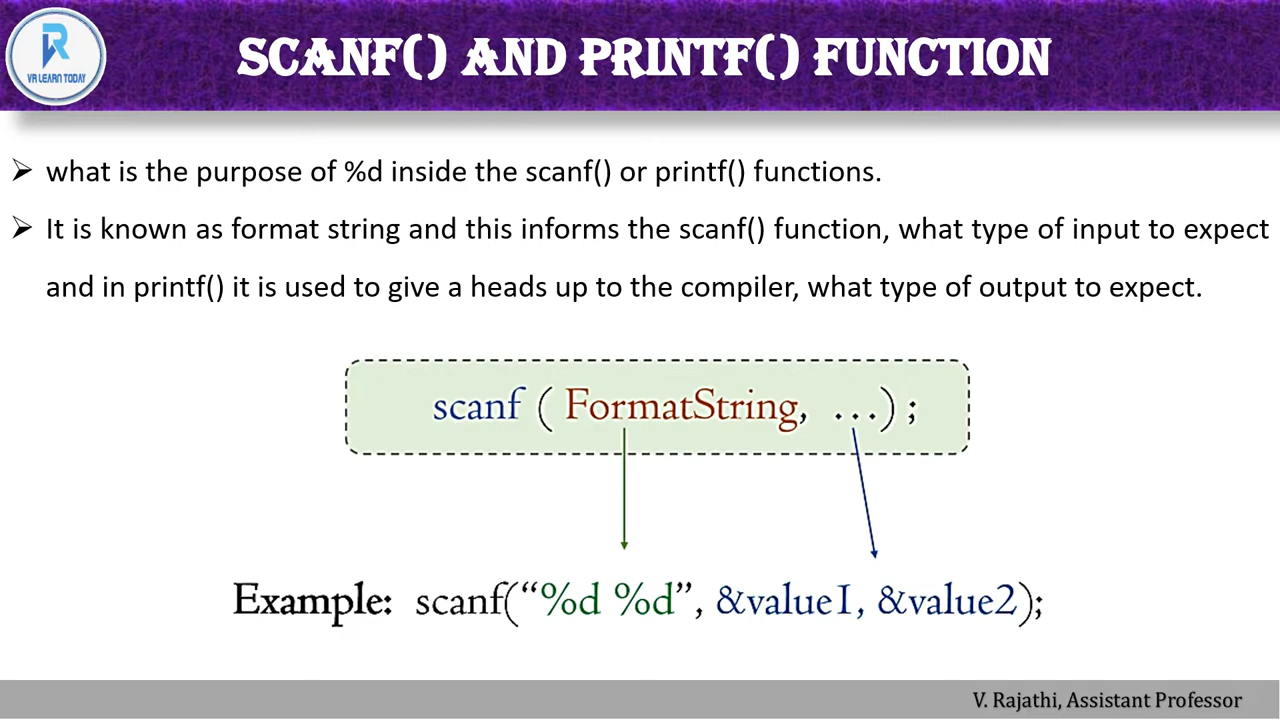 VR LEARN TODAY
SCANF() AND PRINTF() FUNCTION
➢ what is the purpose of %d inside the scanf() or printf() functions.
➢ It is known as format string and this informs the scanf() function, what type of input to expect
and in printf() it is used to give a heads up to the compiler, what type of output to expect.
scanf ( FormatString, ...) ;
Example: scanf(“%d %d”, &value1, &value2);
V. Rajathi, Assistant Professor